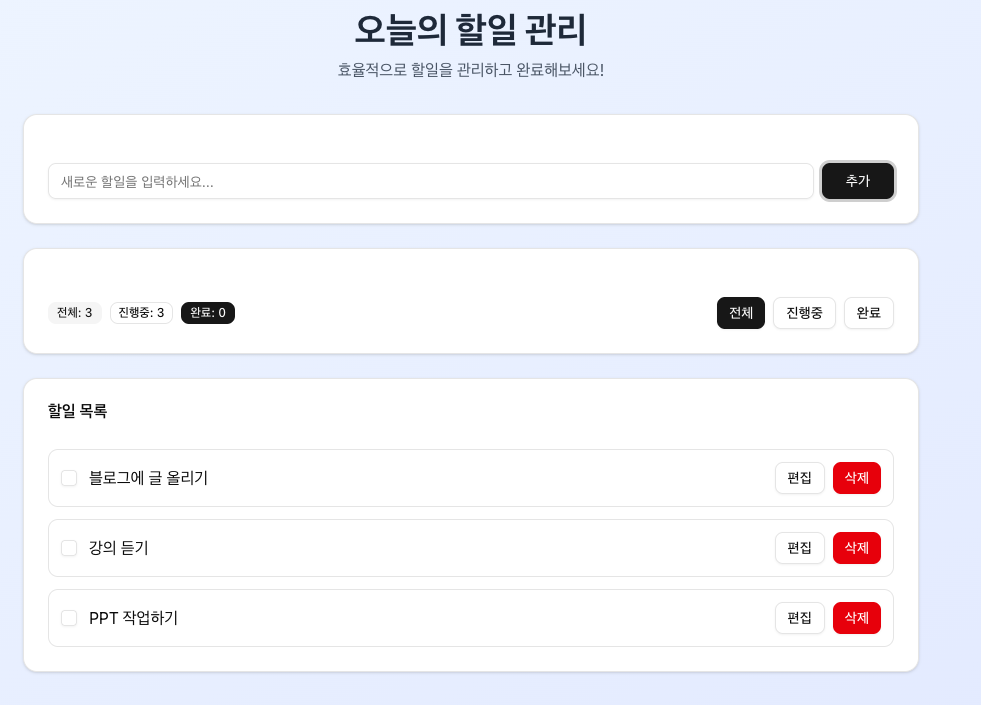 오늘의 할일 관리
효율적으로 할일을 관리하고 완료해보세요!
새로운 할일을 입력하세요... 추가
전체: 3 진행중: 3 완료: 0 전체 진행중 완료
할일 목록
블로그에 글 올리기 편집 삭제
강의 듣기 편집 삭제
PPT 작업하기 편집 삭제